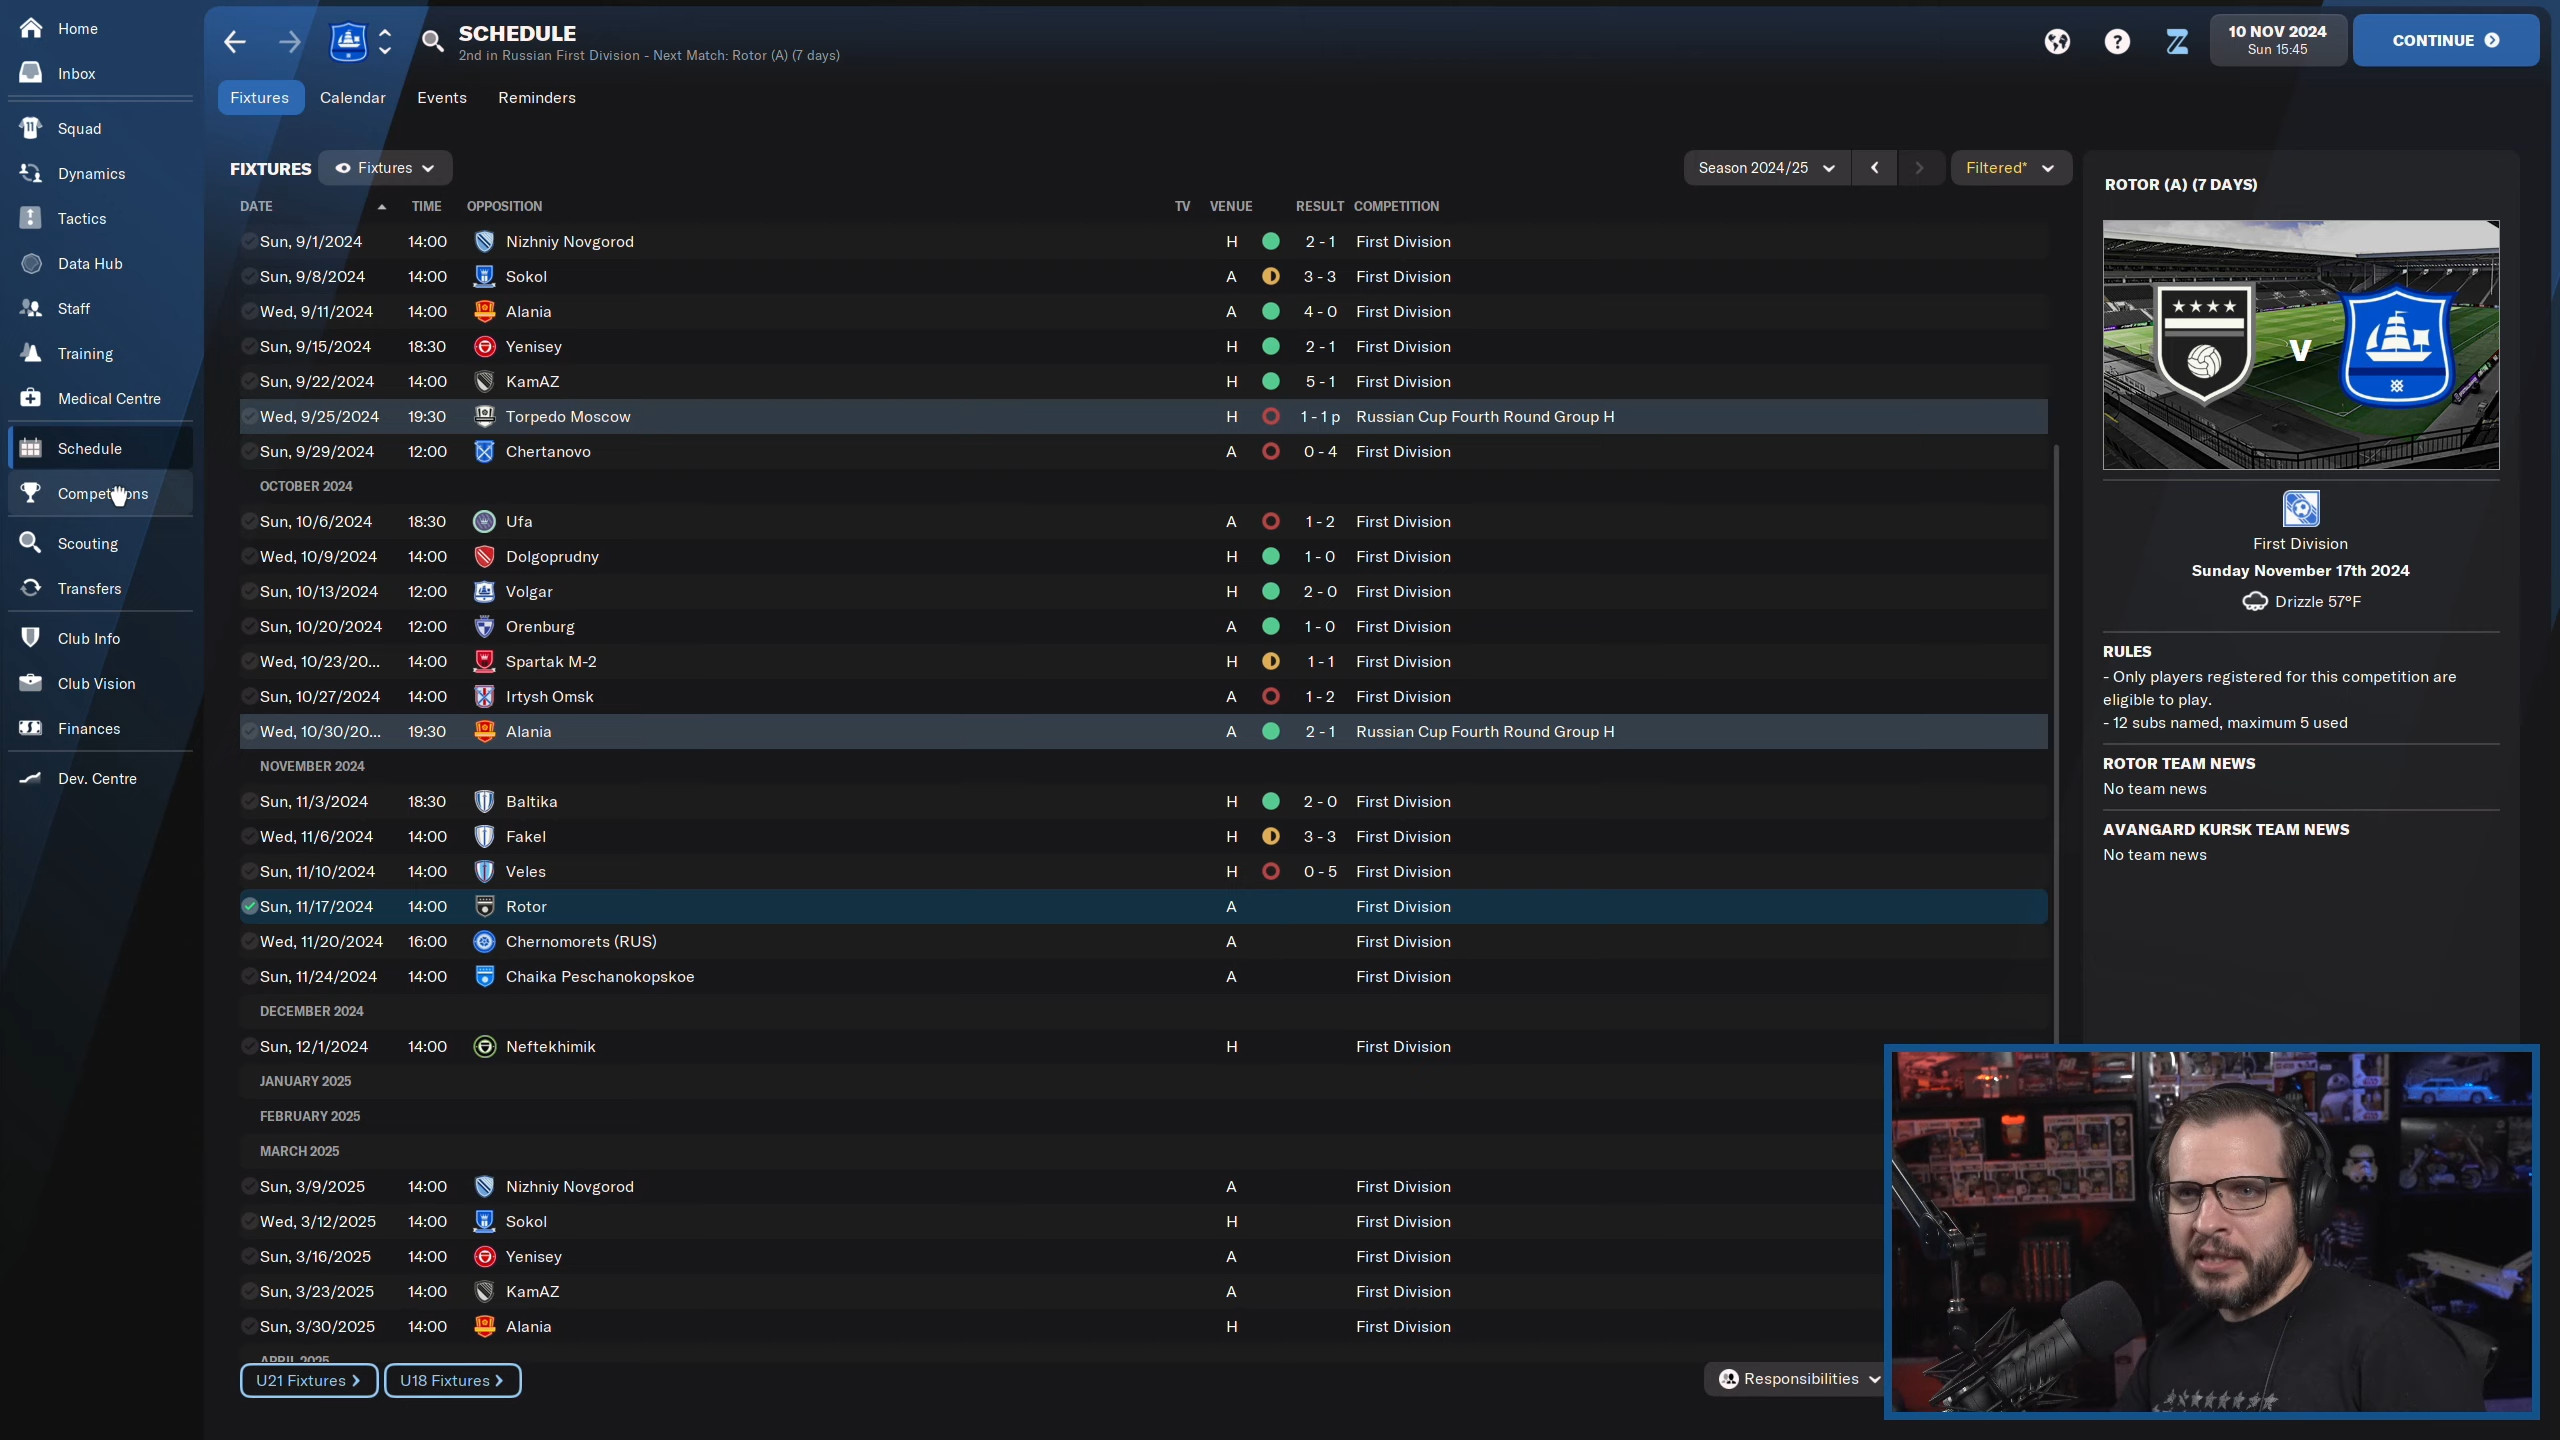 Home
Inbox
Squad
Dynamics
Tactics
Data Hub
Staff
Training
Medical Centre
Schedule
Scouting
Transfers
Club Info
Club Vision
Finances
Dev. Centre
SCHEDULE
2nd in Russian First Division - Next Match: Rotor (A) (7 days)
10 NOV 2024
Sun 15:45
CONTINUE
Fixtures Calendar Events Reminders
FIXTURES Fixtures
Season 2024/25 Filtered*
DATE TIME OPPOSITION TV VENUE RESULT COMPETITION
Sun, 9/1/2024 14:00 Nizhniy Novgorod H 2 - 1 First Division
Sun, 9/8/2024 14:00 Sokol A 3 - 3 First Division
Wed, 9/11/2024 14:00 Alania A 4 - 0 First Division
Sun, 9/15/2024 18:30 Yenisey H 2 - 1 First Division
Sun, 9/22/2024 14:00 KamAZ H 5 - 1 First Division
Wed, 9/25/2024 19:30 Torpedo Moscow H 1 - 1 p Russian Cup Fourth Round Group H
Sun, 9/29/2024 12:00 Chertanovo A 0 - 4 First Division
OCTOBER 2024
Sun, 10/6/2024 18:30 Ufa A 1 - 2 First Division
Wed, 10/9/2024 14:00 Dolgoprudny H 1 - 0 First Division
Sun, 10/13/2024 12:00 Volgar H 2 - 0 First Division
Sun, 10/20/2024 12:00 Orenburg A 1 - 0 First Division
Wed, 10/23/20... 14:00 Spartak M-2 H 1 - 1 First Division
Sun, 10/27/2024 14:00 Irtysh Omsk A 1 - 2 First Division
Wed, 10/30/20... 19:30 Alania A 2 - 1 Russian Cup Fourth Round Group H
NOVEMBER 2024
Sun, 11/3/2024 18:30 Baltika H 2 - 0 First Division
Wed, 11/6/2024 14:00 Fakel H 3 - 3 First Division
Sun, 11/10/2024 14:00 Veles H 0 - 5 First Division
Sun, 11/17/2024 14:00 Rotor A First Division
Wed, 11/20/2024 16:00 Chernomorets (RUS) A First Division
Sun, 11/24/2024 14:00 Chaika Peschanokopskoe A First Division
DECEMBER 2024
Sun, 12/1/2024 14:00 Neftekhimik H First Division
JANUARY 2025
FEBRUARY 2025
MARCH 2025
Sun, 3/9/2025 14:00 Nizhniy Novgorod A First Division
Wed, 3/12/2025 14:00 Sokol H First Division
Sun, 3/16/2025 14:00 Yenisey A First Division
Sun, 3/23/2025 14:00 KamAZ A First Division
Sun, 3/30/2025 14:00 Alania H First Division
APRIL 2025
U21 Fixtures U18 Fixtures
Responsibilities
ROTOR (A) (7 DAYS)
V
First Division
Sunday November 17th 2024
Drizzle 57°F
RULES
- Only players registered for this competition are
eligible to play.
- 12 subs named, maximum 5 used
ROTOR TEAM NEWS
No team news
AVANGARD KURSK TEAM NEWS
No team news